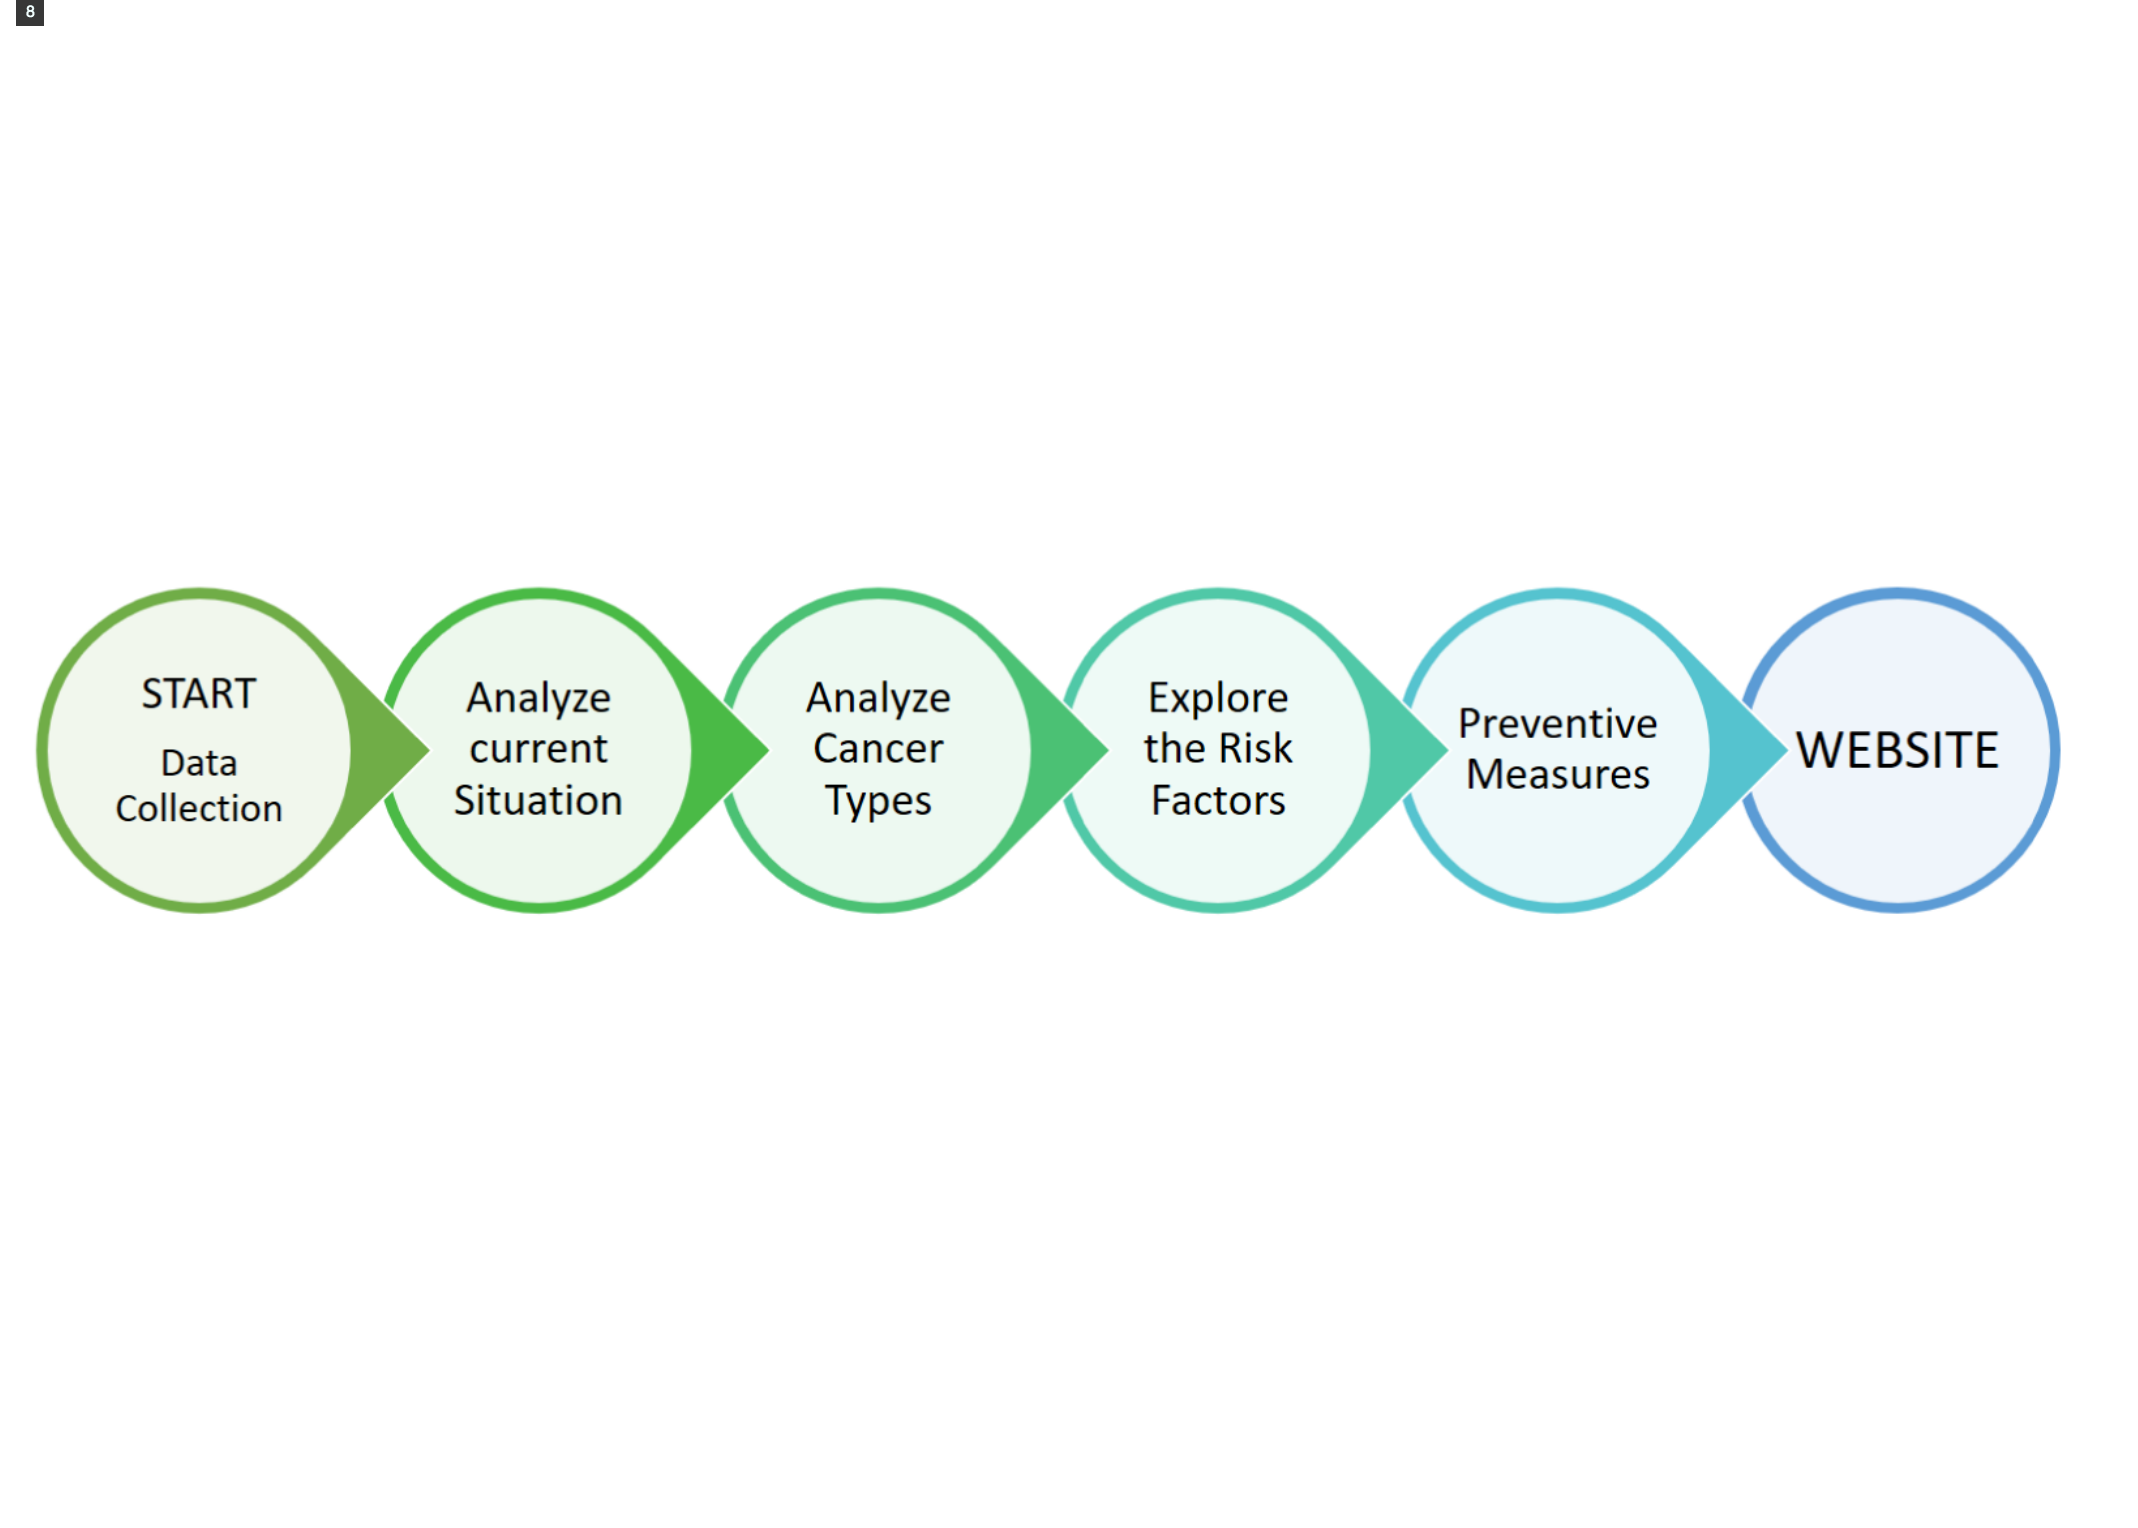 8
START
Data
Collection
Analyze
current
Situation
Analyze
Cancer
Types
Explore
the Risk
Factors
Preventive
Measures
WEBSITE